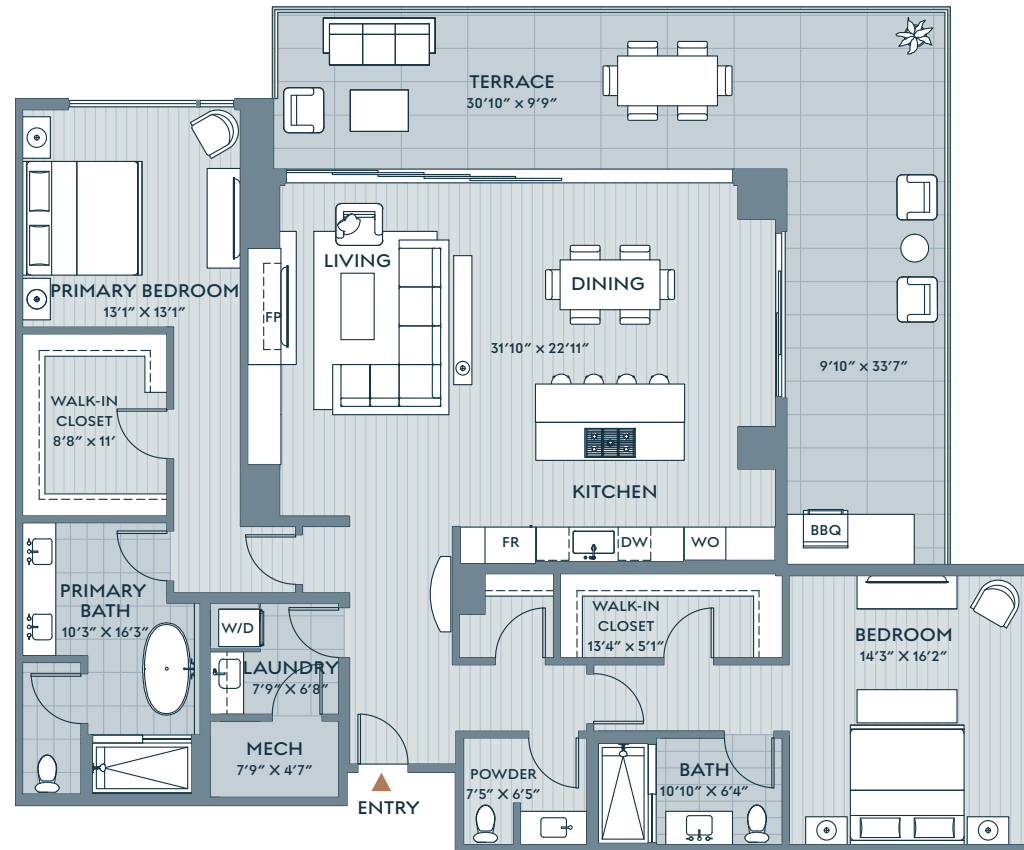 TERRACE
30'10" x 9'9"
PRIMARY BEDROOM
13'1" X 13'1"
LIVING
FP
DINING
31'10" x 22'11"
9'10" x 33'7"
WALK-IN
CLOSET
8'8" x 11'
KITCHEN
FR
DW
WO
BBQ
PRIMARY
BATH
10'3" X 16'3"
W/D
LAUNDRY
7'9" X 6'8"
WALK-IN
CLOSET
13'4" x 5'1"
BEDROOM
14'3" X 16'2"
MECH
7'9" X 4'7"
ENTRY
POWDER
7'5" X 6'5"
BATH
10'10" X 6'4"